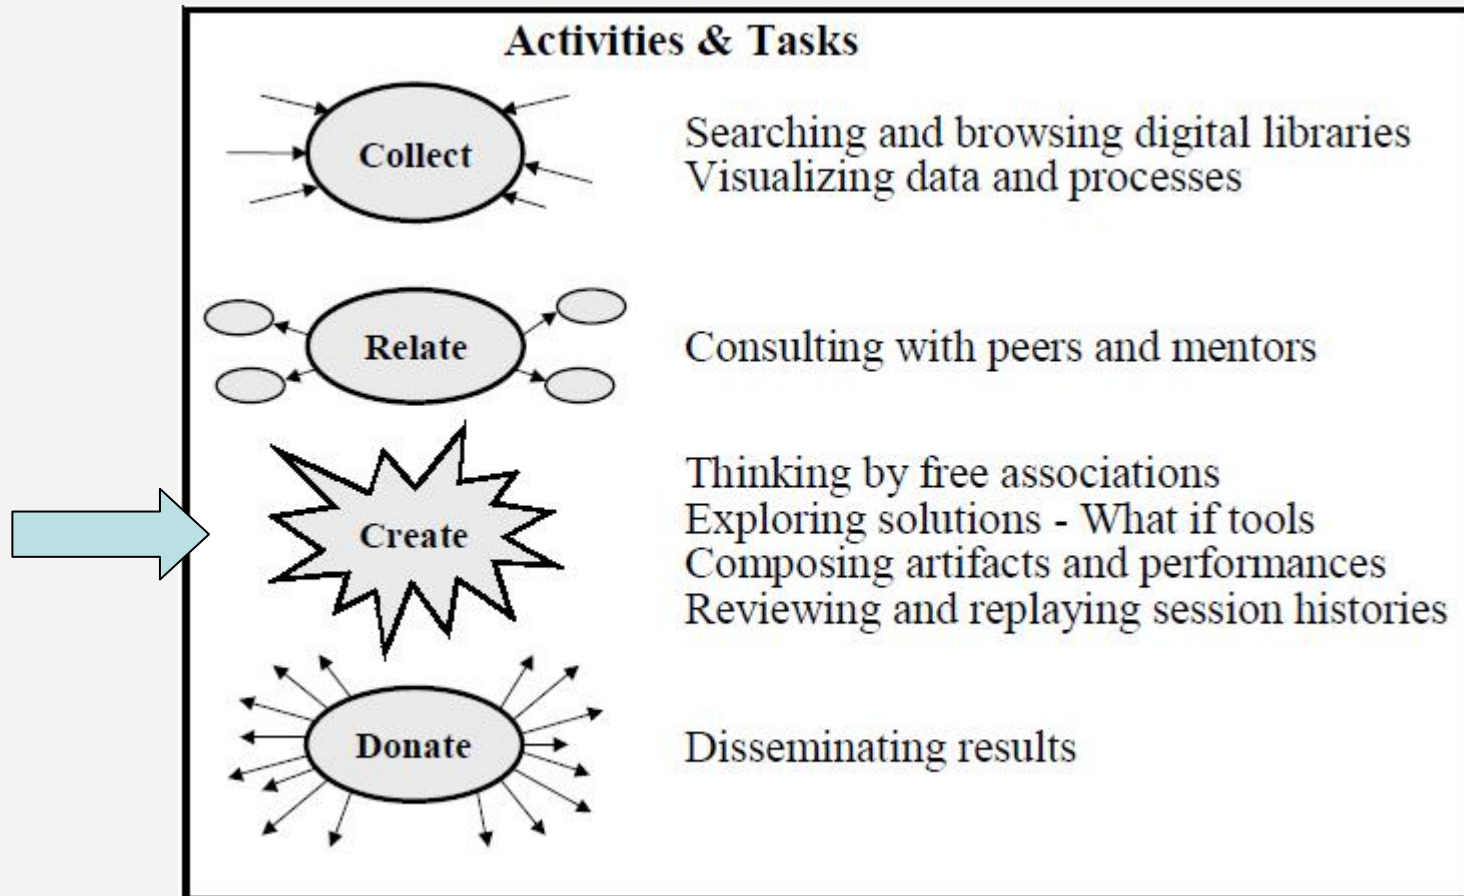 Activities & Tasks
Collect
Searching and browsing digital libraries
Visualizing data and processes
Relate
Consulting with peers and mentors
Create
Thinking by free associations
Exploring solutions - What if tools
Composing artifacts and performances
Reviewing and replaying session histories
Donate
Disseminating results